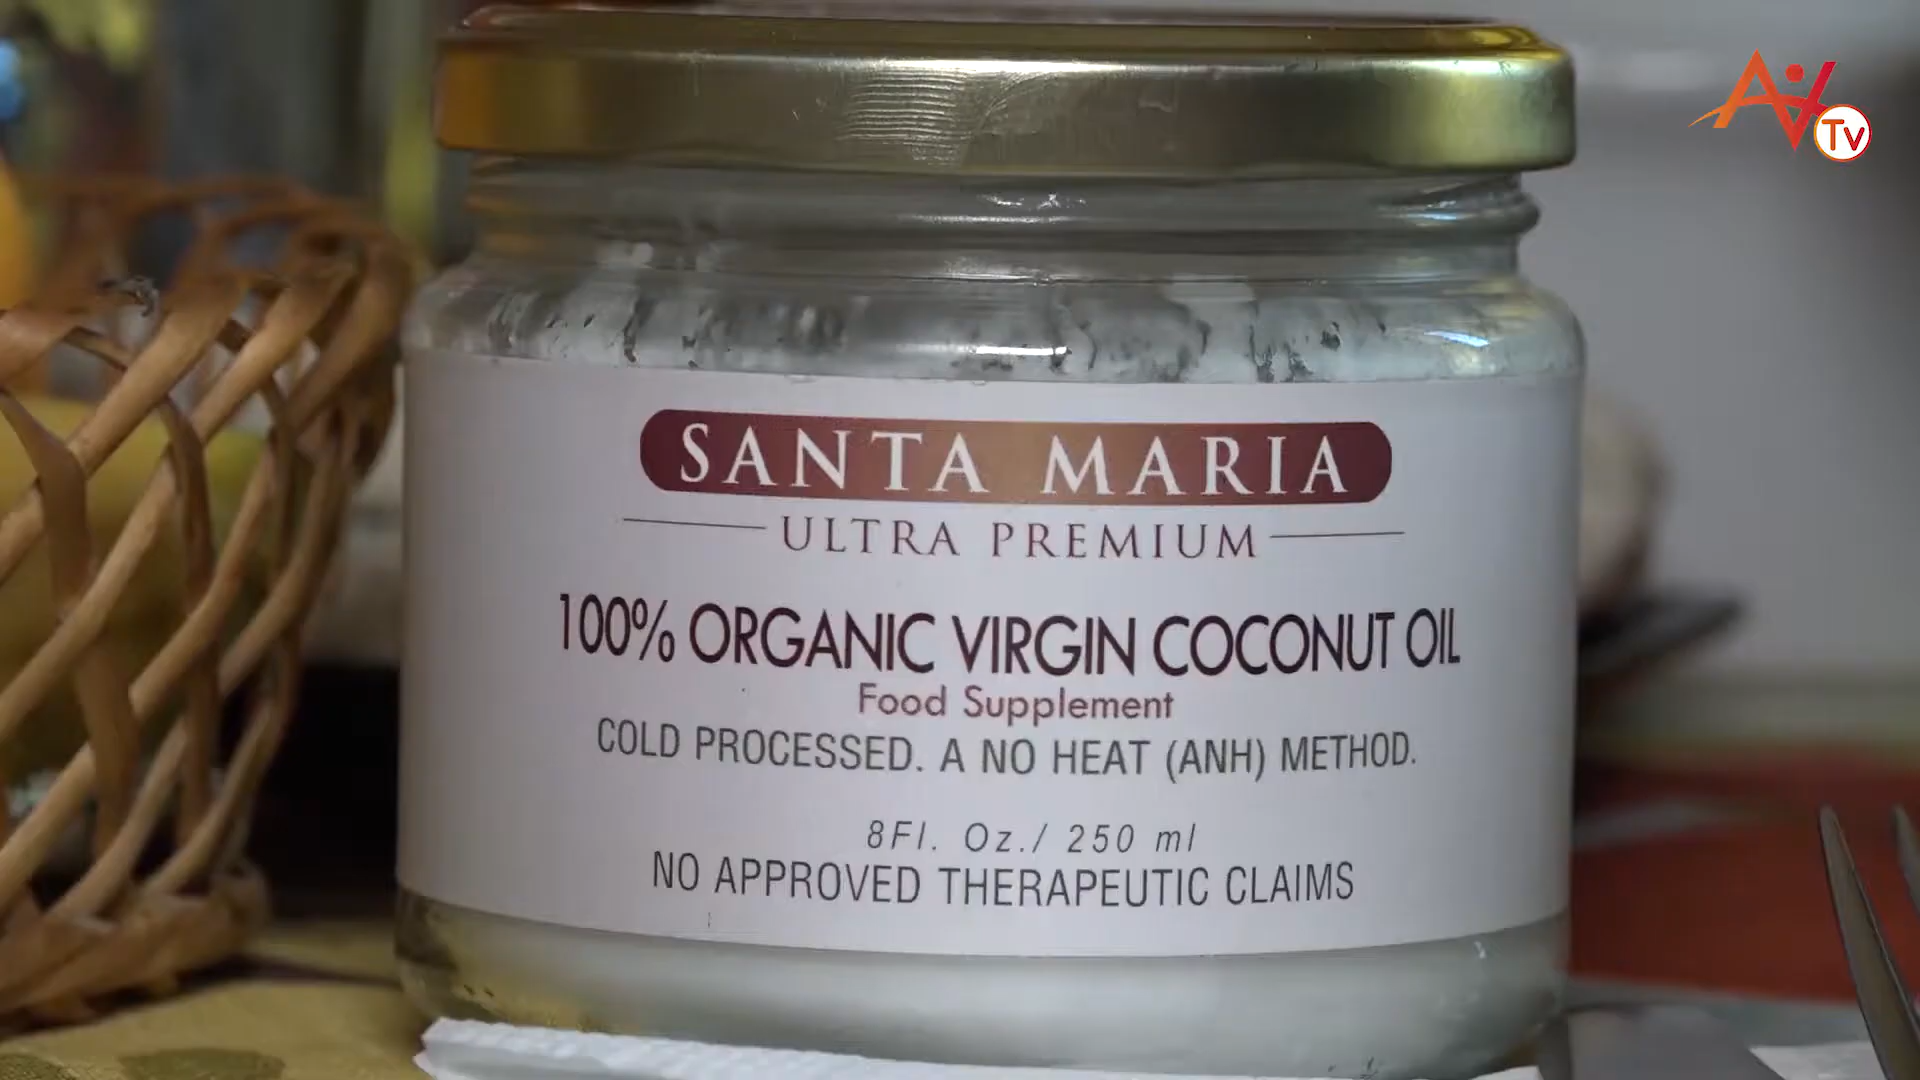 AV Tv
SANTA MARIA
ULTRA PREMIUM
100% ORGANIC VIRGIN COCONUT OIL
Food Supplement
COLD PROCESSED. A NO HEAT (ANH) METHOD.
8Fl. Oz./ 250 ml
NO APPROVED THERAPEUTIC CLAIMS